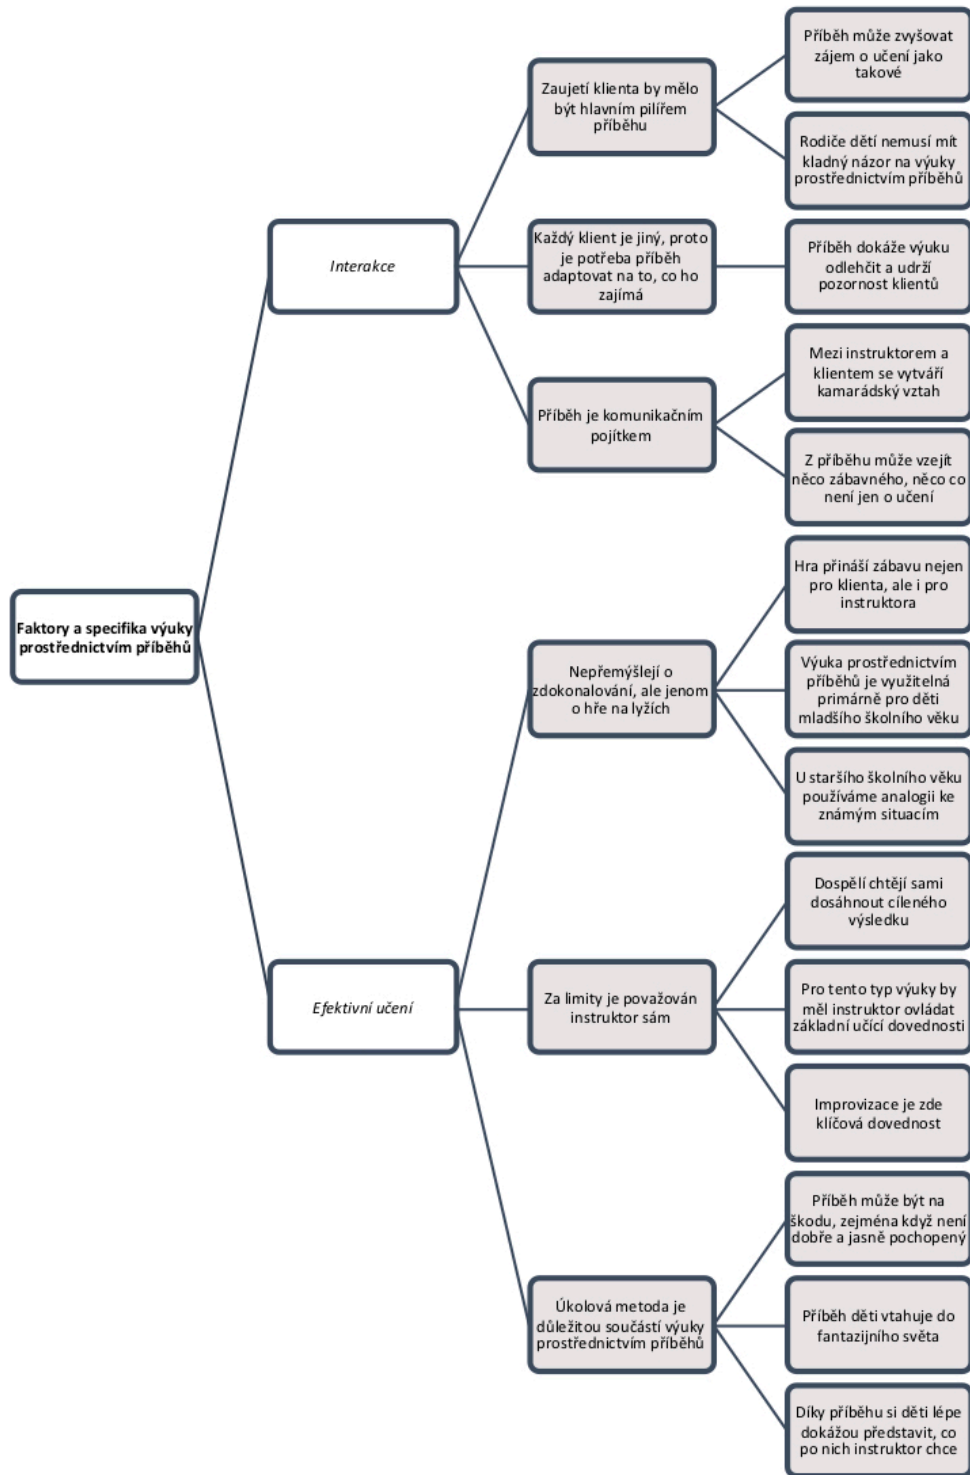 Příběh může zvyšovat
zájem o učení jako
takové
Zaujetí klienta by mělo
být hlavním pilířem
příběhu
Rodiče dětí nemusí mít
kladný názor na výuky
prostřednictvím příběhů
Interakce
Každý klient je jiný, proto
je potřeba příběh
adaptovat na to, co ho
zajímá
Příběh dokáže výuku
odlehčit a udrží
pozornost klientů
Mezi instruktorem a
klientem se vytváří
kamarádský vztah
Příběh je komunikačním
pojítkem
Z příběhu může vzejít
něco zábavného, něco co
není jen o učení
Faktory a specifika výuky
prostřednictvím příběhů
Hra přináší zábavu nejen
pro klienta, ale i pro
instruktora
Nepřemýšlejí o
zdokonalování, ale jenom
o hře na lyžích
Výuka prostřednictvím
příběhů je využitelná
primárně pro děti
mladšího školního věku
U staršího školního věku
používáme analogii ke
známým situacím
Efektivní učení
Dospělí chtějí sami
dosáhnout cíleného
výsledku
Za limity je považován
instruktor sám
Pro tento typ výuky by
měl instruktor ovládat
základní učící dovednosti
Improvizace je zde
klíčová dovednost
Příběh může být na
škodu, zejména když není
dobře a jasně pochopený
Úkolová metoda je
důležitou součástí výuky
prostřednictvím příběhů
Příběh děti vtahuje do
fantazijního světa
Díky příběhu si děti lépe
dokážou představit, co
po nich instruktor chce